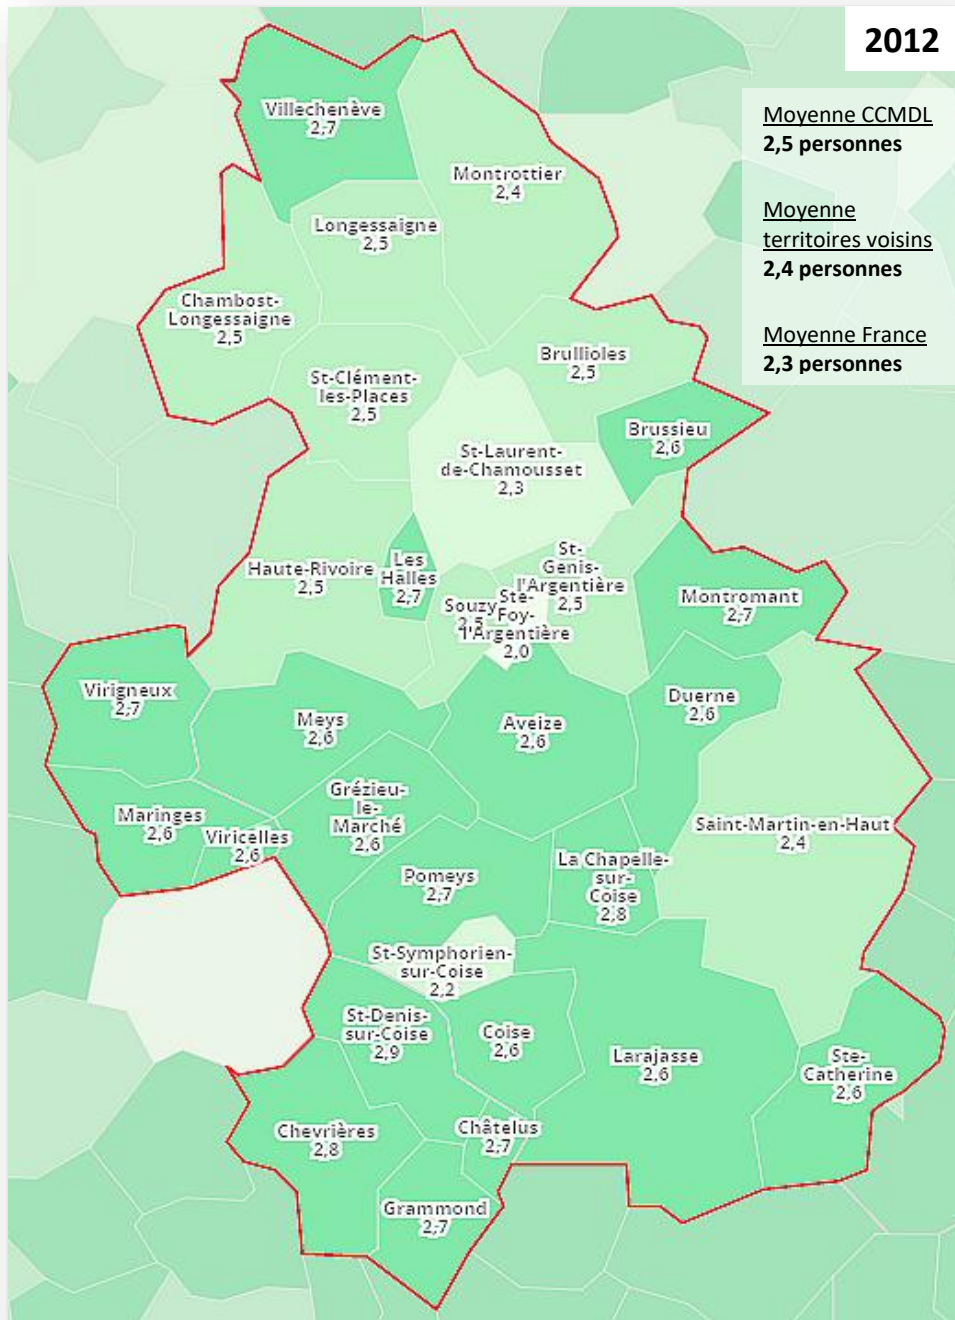 2012
Moyenne CCMDL
2,5 personnes
Moyenne
territoires voisins
2,4 personnes
Moyenne France
2,3 personnes
Villechenève
2,7
Montrottier
2,4
Longessaigne
2,5
Chambost-
Longessaigne
2,5
Brullioles
2,5
St-Clément-
les-Places
2,5
Brussieu
2,6
St-Laurent-
de-Chamousset
2,3
Haute-Rivoire
2,5
Les
Halles
2,7
St-
Genis-
l'Argentière
2,5
Souzy
2,5
Ste-
Foy-
l'Argentière
2,0
Montromant
2,7
Virigneux
2,7
Meys
2,6
Aveize
2,6
Duerne
2,6
Grézieu-
le-
Marché
2,6
Maringes
2,6
Viricelles
2,6
Saint-Martin-en-Haut
2,4
Pomeys
2,7
La Chapelle-
sur-
Coise
2,8
St-Symphorien-
sur-Coise
2,2
St-Denis-
sur-Coise
2,9
Coise
2,6
Larajasse
2,6
Ste-
Catherine
2,6
Chevrières
2,8
Châtelus
2,7
Grammond
2,7